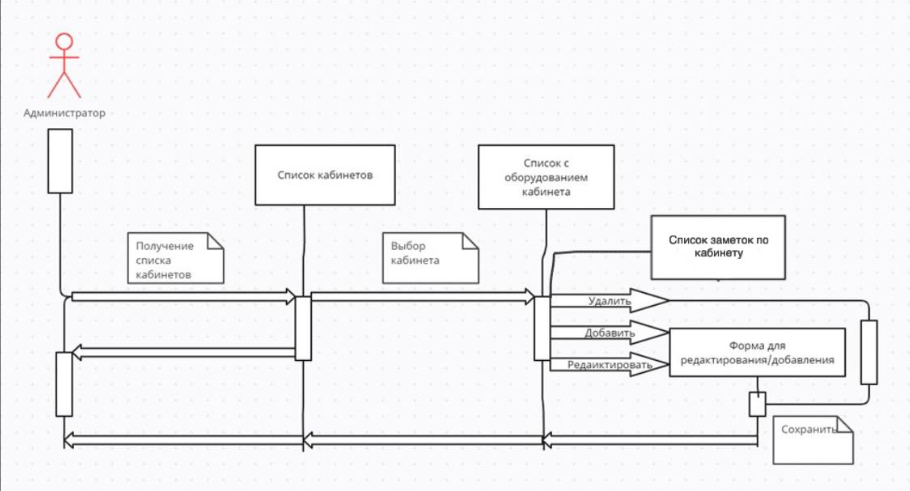 Администратор
Список кабинетов
Список с
оборудованием
кабинета
Получение
списка
кабинетов
Выбор
кабинета
Список заметок по
кабинету
Удалить
Добавить
Редаиктировать
Форма для
редактирования/добавления
Сохранить